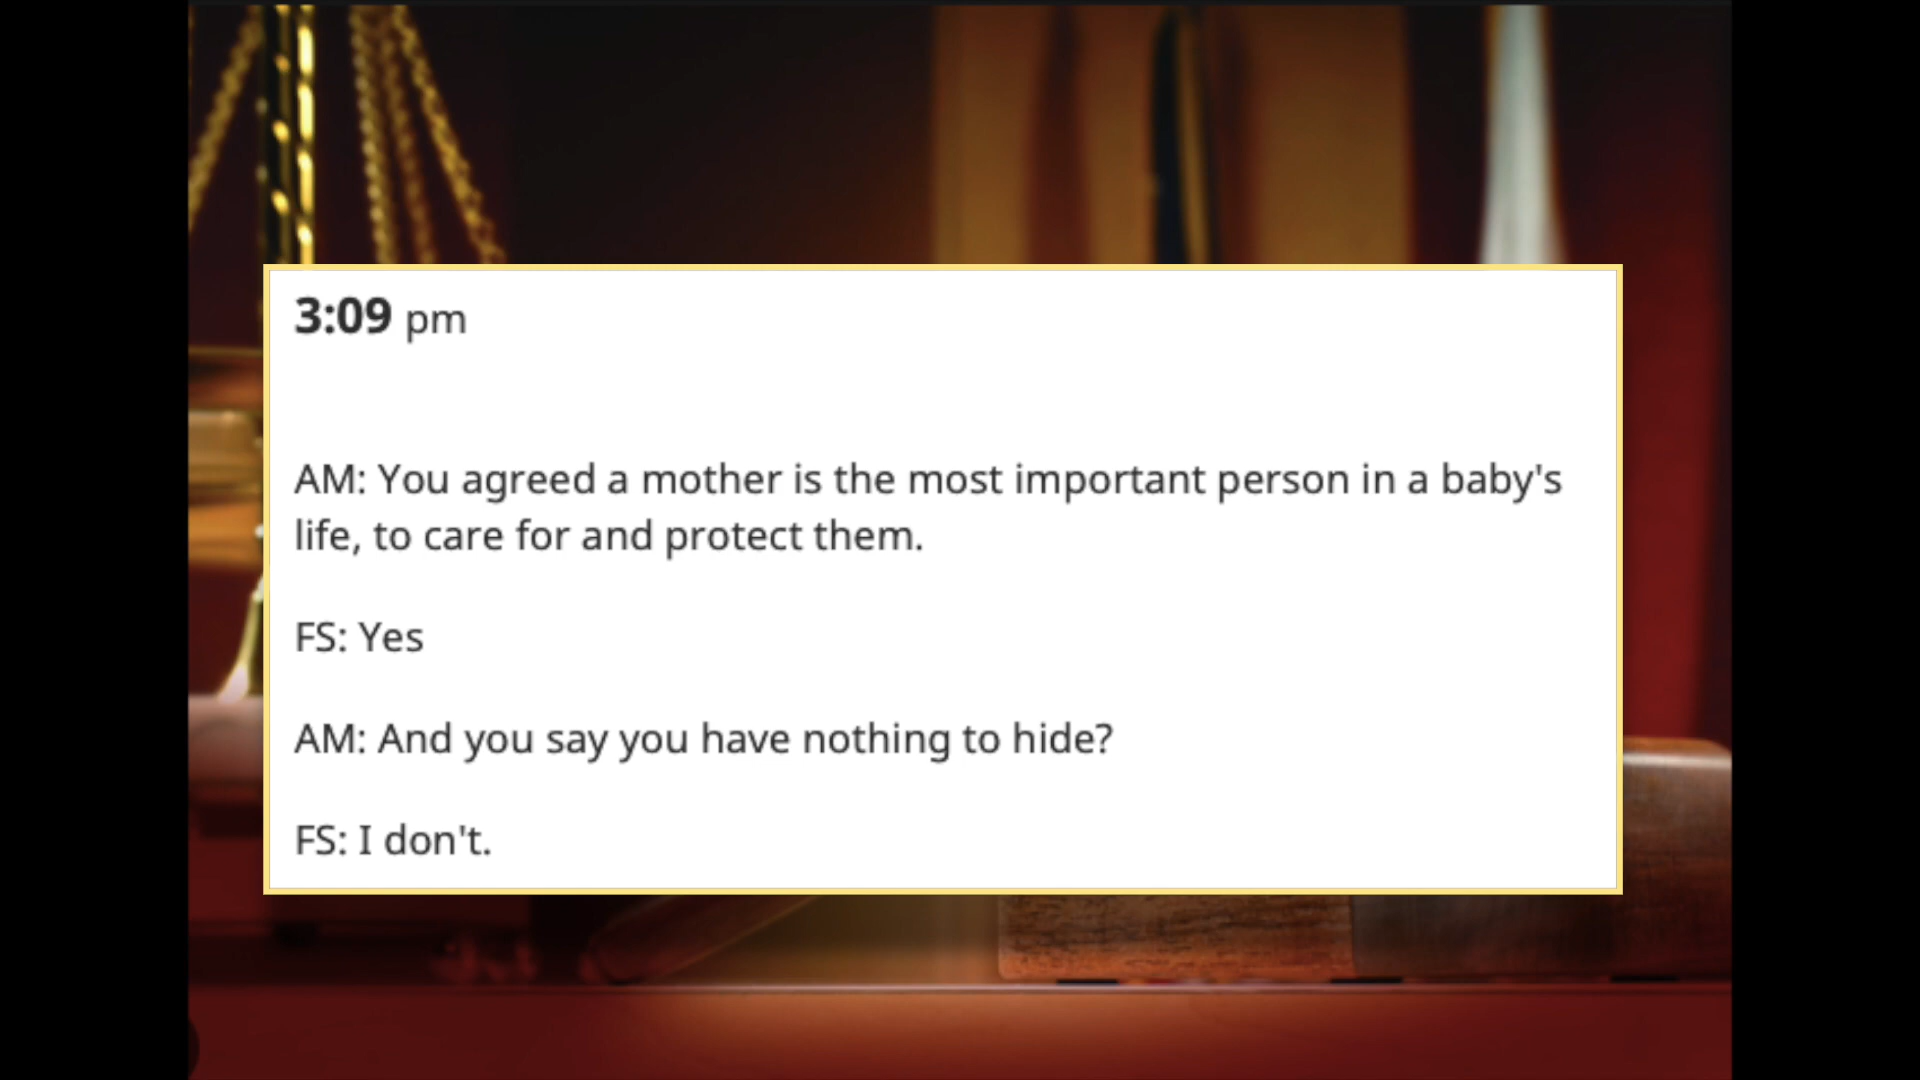 3:09 pm
AM: You agreed a mother is the most important person in a baby's
life, to care for and protect them.
FS: Yes
AM: And you say you have nothing to hide?
FS: I don't.